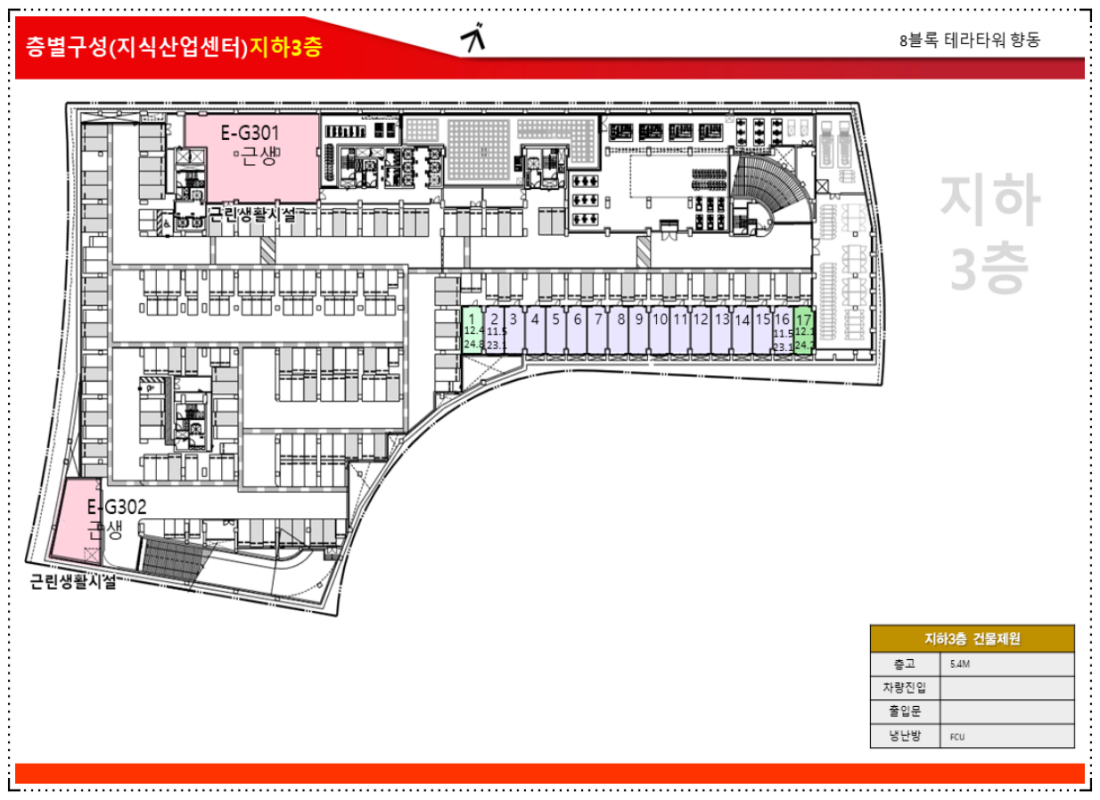 층별구성(지식산업센터)지하3층
8블록 테라타워 향동
E-G301
근생
근린생활시설
지하
3층
1 2 3 4 5 6 7 8 9 10 11 12 13 14 15 16 17
12.4 11.5 11.5 12.1
24.8 23.1 23.1 24.
E-G302
근생
근린생활시설
지하3층 건물제원
층고 5.4M
차량진입
출입문
냉난방 FCU